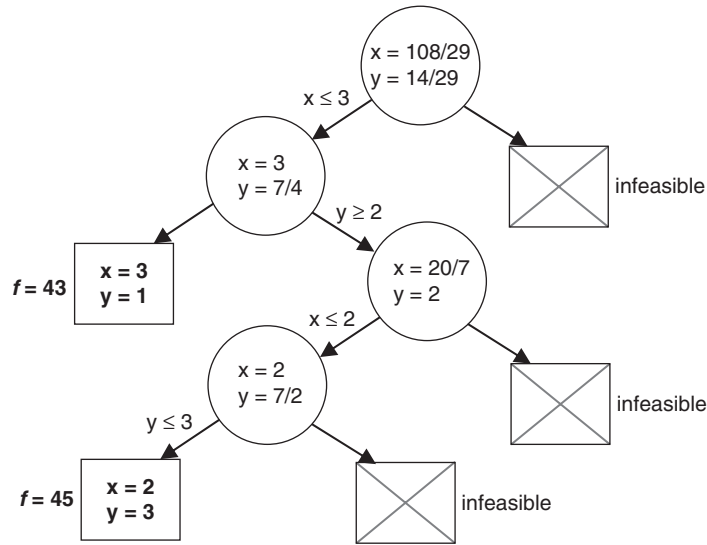 x = 108/29
y = 14/29
x ≤ 3
infeasible
x = 3
y = 7/4
y ≥ 2
f = 43
x = 3
y = 1
x = 20/7
y = 2
x ≤ 2
infeasible
x = 2
y = 7/2
y ≤ 3
f = 45
x = 2
y = 3
infeasible